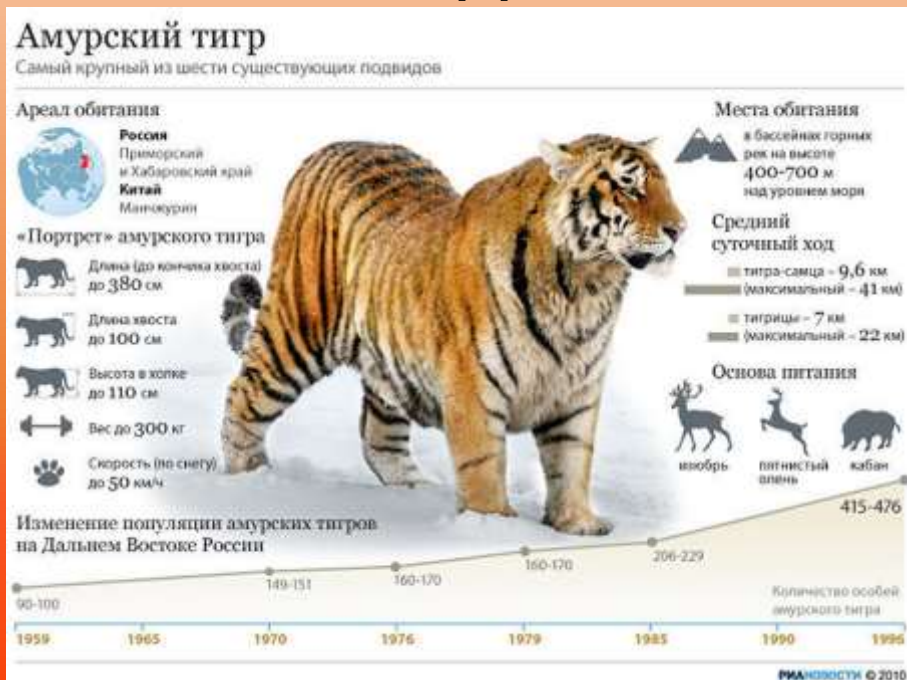 Амурский тигр
Самый крупный из шести существующих подвидов
Ареал обитания
Россия
Приморский
и Хабаровский край
Китай
Манчжурия
«Портрет» амурского тигра
Длина (до кончика хвоста)
до 380 см
Длина хвоста
до 100 см
Высота в холке
до 110 см
Вес до 300 кг
Скорость (по снегу)
до 50 км/ч
Места обитания
в бассейнах горных
рек на высоте
400-700 м
над уровнем моря
Средний
суточный ход
тигра-самца – 9,6 км
(максимальный – 41 км)
тигрицы – 7 км
(максимальный – 22 км)
Основа питания
изюбрь
пятнистый
олень
кабан
Изменение популяции амурских тигров
на Дальнем Востоке России
90-100
149-151
160-170
160-170
206-229
415-476
Количество особей
амурского тигра
1959 1965 1970 1976 1979 1985 1990 1996
РИАНОВОСТИ © 2010